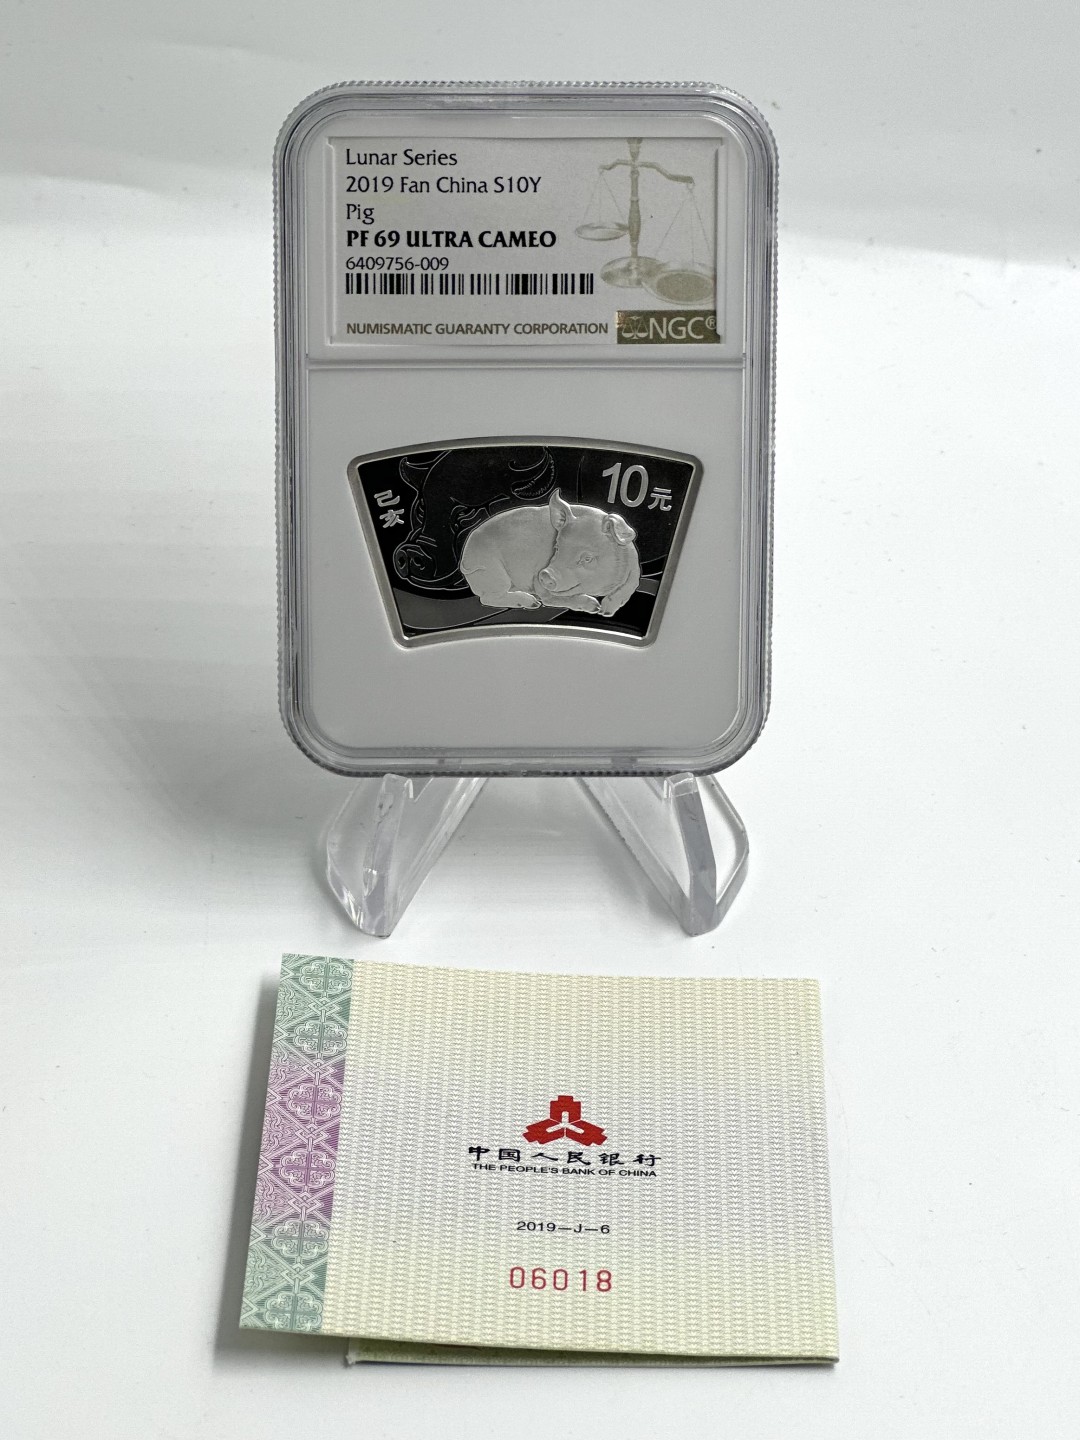 Lunar Series
2019 Fan China S10Y
Pig
PF 69 ULTRA CAMEO
6409756-009
NUMISMATIC GUARANTY CORPORATION
NGC®
己亥
10元
中国人民银行
THE PEOPLE'S BANK OF CHINA
2019—J—6
06018